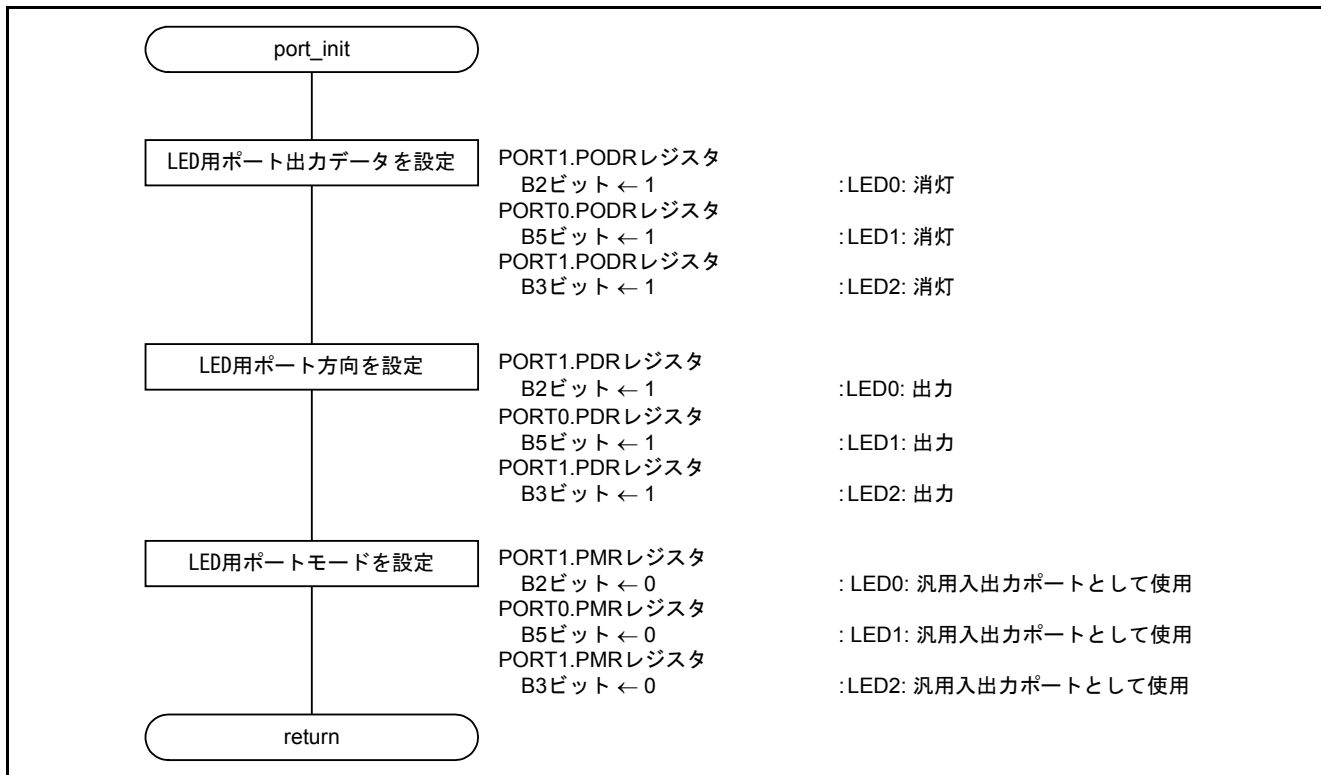 port_init
LED用ポート出力データを設定
PORT1.PODRレジスタ
B2ビット ← 1 :LED0: 消灯
PORT0.PODRレジスタ
B5ビット ← 1 :LED1: 消灯
PORT1.PODRレジスタ
B3ビット ← 1 :LED2: 消灯
LED用ポート方向を設定
PORT1.PDRレジスタ
B2ビット ← 1 :LED0: 出力
PORT0.PDRレジスタ
B5ビット ← 1 :LED1: 出力
PORT1.PDRレジスタ
B3ビット ← 1 :LED2: 出力
LED用ポートモードを設定
PORT1.PMRレジスタ
B2ビット ← 0 : LED0: 汎用入出力ポートとして使用
PORT0.PMRレジスタ
B5ビット ← 0 : LED1: 汎用入出力ポートとして使用
PORT1.PMRレジスタ
B3ビット ← 0 :LED2: 汎用入出力ポートとして使用
return